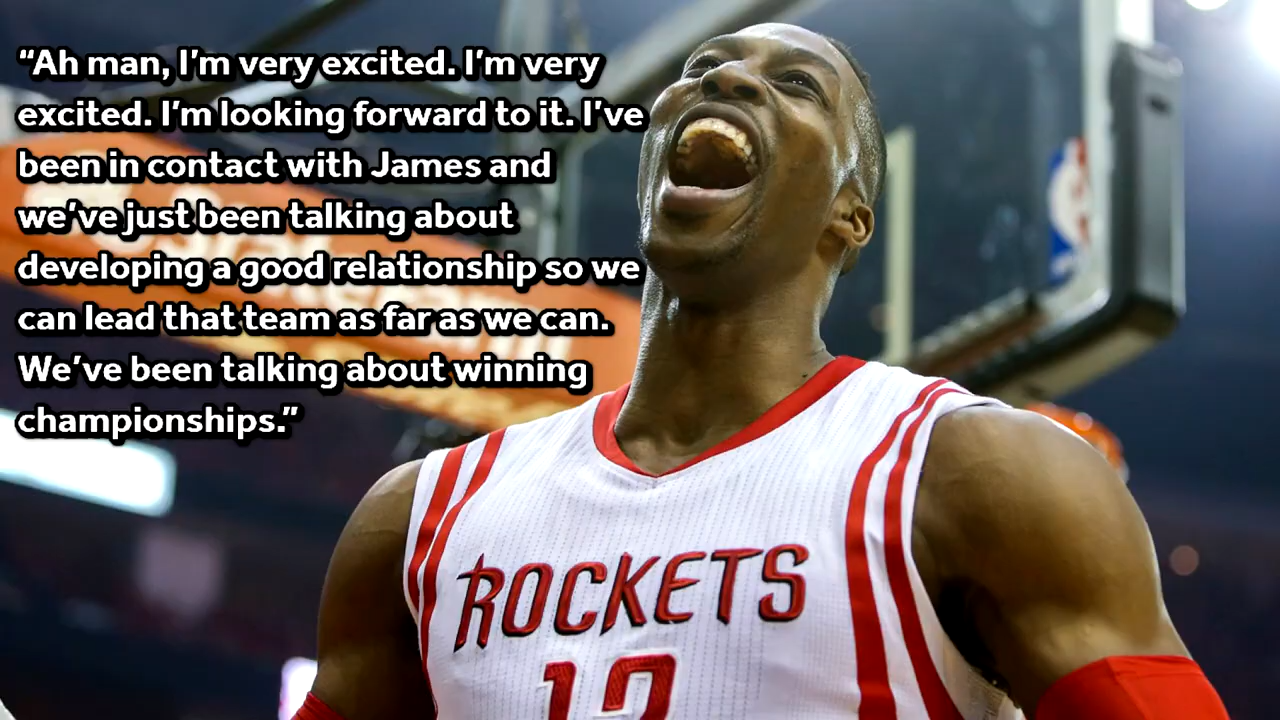 “Ah man, I’m very excited. I’m very
excited. I’m looking forward to it. I’ve
been in contact with James and
we’ve just been talking about
developing a good relationship so we
can lead that team as far as we can.
We’ve been talking about winning
championships.”
ROCKETS
12